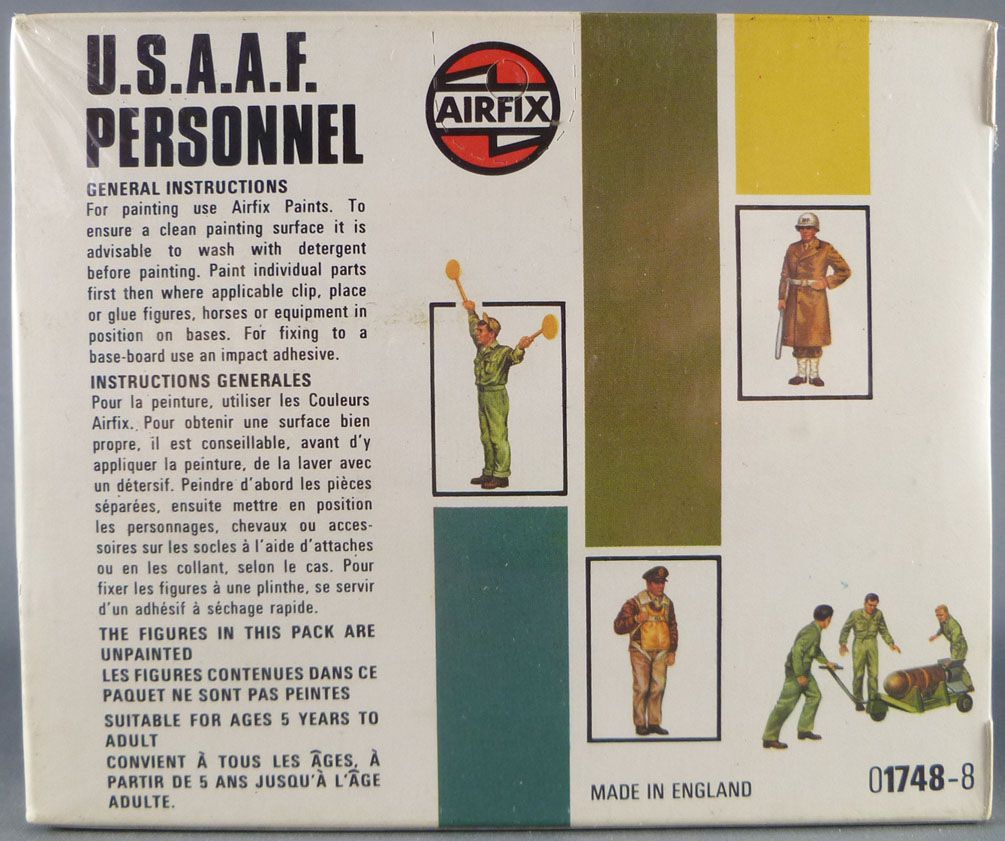 U.S.A.A.F.
PERSONNEL
GENERAL INSTRUCTIONS
For painting use Airfix Paints. To
ensure a clean painting surface it is
advisable to wash with detergent
before painting. Paint individual parts
first then where applicable clip, place
or glue figures, horses or equipment in
position on bases. For fixing to a
base-board use an impact adhesive.
INSTRUCTIONS GENERALES
Pour la peinture, utiliser les Couleurs
Airfix. Pour obtenir une surface bien
propre, il est conseillable, avant d'y
appliquer la peinture, de la laver avec
un détersif. Peindre d'abord les pièces
séparées, ensuite mettre en position
les personnages, chevaux ou acces-
soires sur les socles à l'aide d'attaches
ou en les collant, selon le cas. Pour
fixer les figures à une plinthe, se servir
d'un adhésif à séchage rapide.
THE FIGURES IN THIS PACK ARE
UNPAINTED
LES FIGURES CONTENUES DANS CE
PAQUET NE SONT PAS PEINTES
SUITABLE FOR AGES 5 YEARS TO
ADULT
CONVIENT À TOUS LES ÂGES, À
PARTIR DE 5 ANS JUSQU'À L'ÂGE
ADULTE.
AIRFIX
MP
MADE IN ENGLAND
01748-8